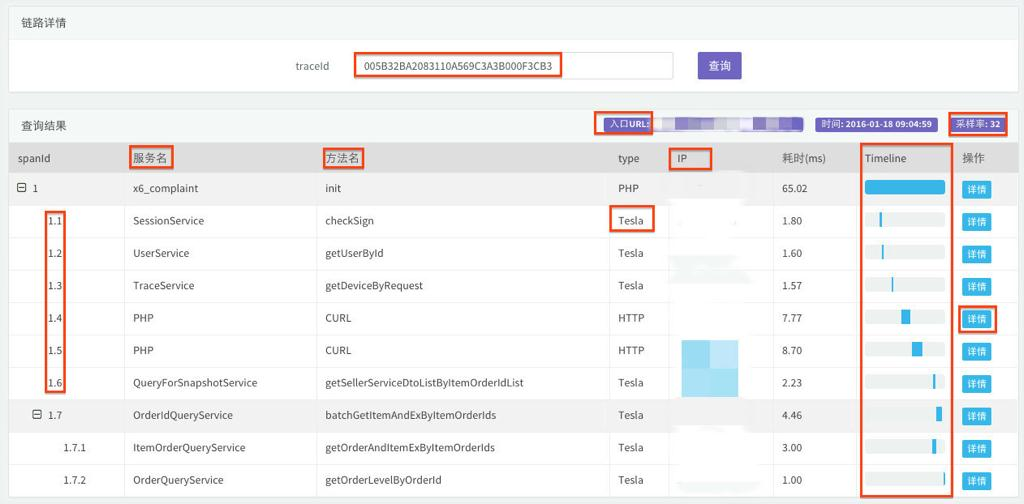 链路详情
traceId 005B32BA2083110A569C3A3B000F3CB3 查询
查询结果 入口URL: 时间: 2016-01-18 09:04:59 采样率: 32
spanId 服务名 方法名 type IP 耗时(ms) Timeline 操作
1 x6_complaint init PHP 65.02 详情
1.1 SessionService checkSign Tesla 1.80 详情
1.2 UserService getUserById Tesla 1.60 详情
1.3 TraceService getDeviceByRequest Tesla 1.57 详情
1.4 PHP CURL HTTP 7.77 详情
1.5 PHP CURL HTTP 8.70 详情
1.6 QueryForSnapshotService getSellerServiceDtoListByItemOrderIdList Tesla 2.23 详情
1.7 OrderIdQueryService batchGetItemAndExByItemOrderIds Tesla 4.46 详情
1.7.1 ItemOrderQueryService getOrderAndItemExByItemOrderIds Tesla 3.00 详情
1.7.2 OrderQueryService getOrderLevelByOrderId Tesla 1.00 详情